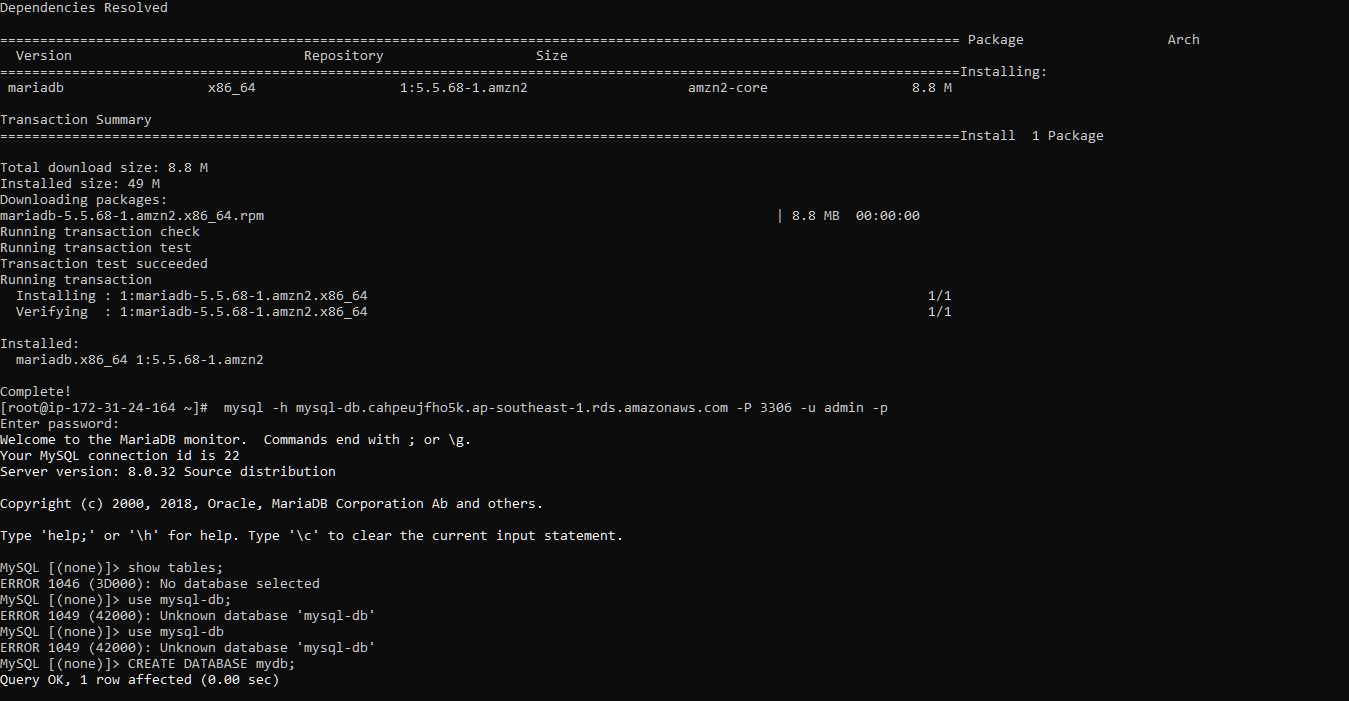 Dependencies Resolved
======================================================================================================================== Package                  Arch
  Version                             Repository                   Size
========================================================================================================================Installing:
 mariadb                  x86_64                  1:5.5.68-1.amzn2                    amzn2-core                  8.8 M
Transaction Summary
========================================================================================================================Install  1 Package
Total download size: 8.8 M
Installed size: 49 M
Downloading packages:
mariadb-5.5.68-1.amzn2.x86_64.rpm                                                                | 8.8 MB  00:00:00
Running transaction check
Running transaction test
Transaction test succeeded
Running transaction
  Installing : 1:mariadb-5.5.68-1.amzn2.x86_64                                                                      1/1
  Verifying  : 1:mariadb-5.5.68-1.amzn2.x86_64                                                                      1/1
Installed:
  mariadb.x86_64 1:5.5.68-1.amzn2
Complete!
[root@ip-172-31-24-164 ~]#  mysql -h mysql-db.cahpeujfho5k.ap-southeast-1.rds.amazonaws.com -P 3306 -u admin -p
Enter password:
Welcome to the MariaDB monitor.  Commands end with ; or \g.
Your MySQL connection id is 22
Server version: 8.0.32 Source distribution
Copyright (c) 2000, 2018, Oracle, MariaDB Corporation Ab and others.
Type 'help;' or '\h' for help. Type '\c' to clear the current input statement.
MySQL [(none)]> show tables;
ERROR 1046 (3D000): No database selected
MySQL [(none)]> use mysql-db;
ERROR 1049 (42000): Unknown database 'mysql-db'
MySQL [(none)]> use mysql-db
ERROR 1049 (42000): Unknown database 'mysql-db'
MySQL [(none)]> CREATE DATABASE mydb;
Query OK, 1 row affected (0.00 sec)